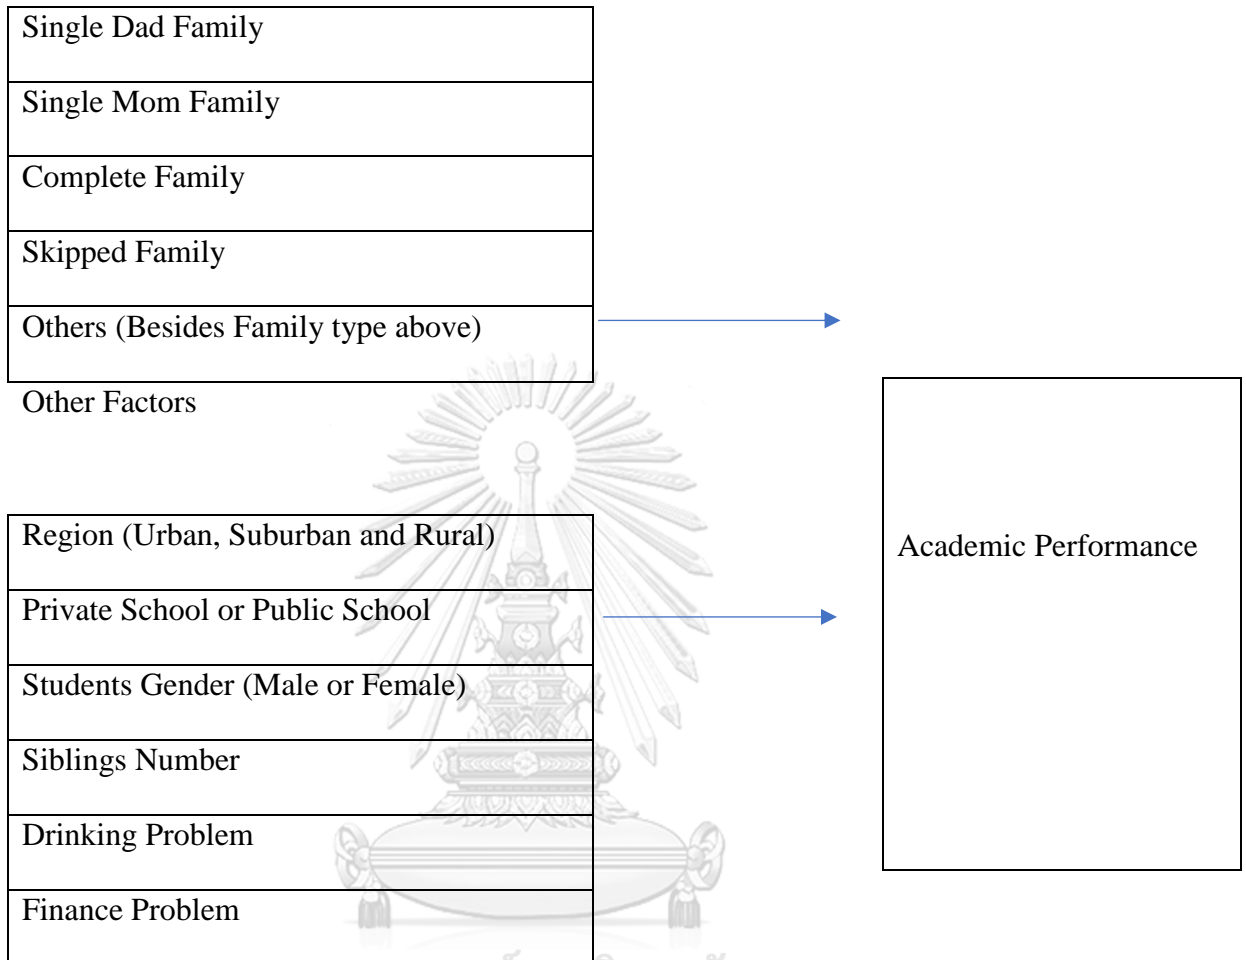 Single Dad Family
Single Mom Family
Complete Family
Skipped Family
Others (Besides Family type above)
Other Factors
Region (Urban, Suburban and Rural)
Private School or Public School
Students Gender (Male or Female)
Siblings Number
Drinking Problem
Finance Problem
Academic Performance